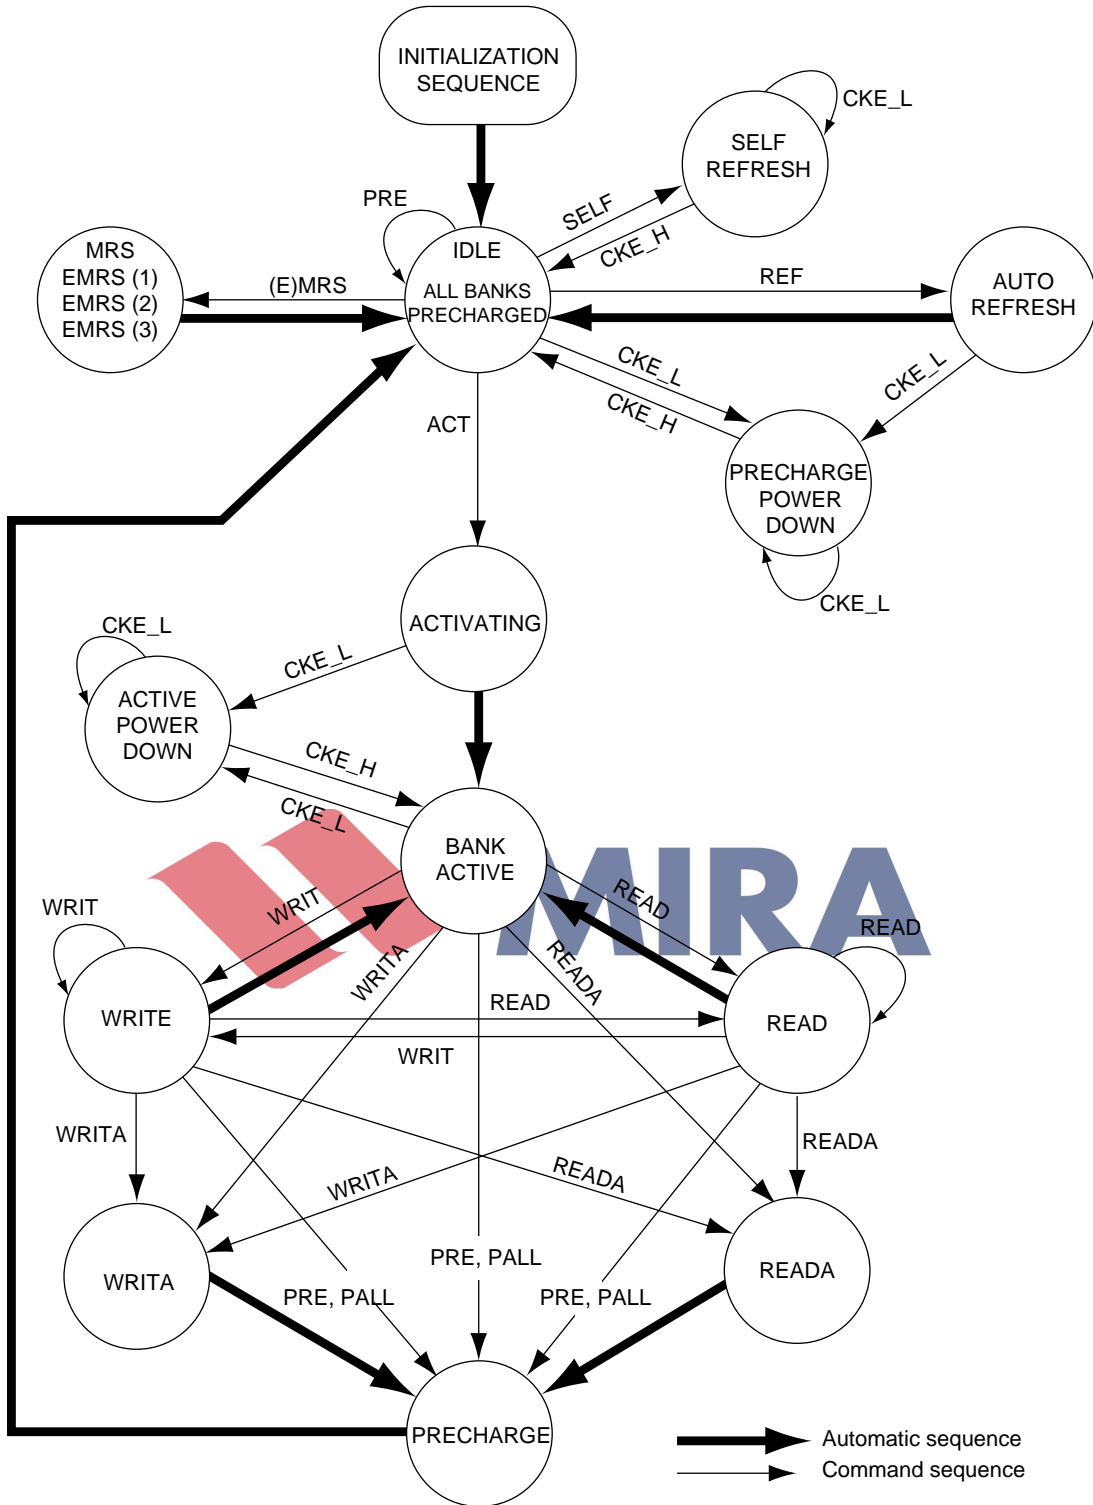 INITIALIZATION
SEQUENCE
CKE_L
SELF
REFRESH
PRE
SELF
CKE_H
IDLE
ALL BANKS
PRECHARGED
MRS
EMRS (1)
EMRS (2)
EMRS (3)
(E)MRS
REF
AUTO
REFRESH
CKE_L
CKE_H
CKE_L
ACT
PRECHARGE
POWER
DOWN
CKE_L
ACTIVATING
CKE_L
CKE_L
ACTIVE
POWER
DOWN
CKE_H
CKE_L
BANK
ACTIVE
MIRA
WRIT
WRIT
READ
READ
WRITA
READA
WRITE
READ
WRIT
READ
WRITA
WRITA
READA
READA
WRITA
PRE, PALL
PRE, PALL
PRE, PALL
READA
PRECHARGE
Automatic sequence
Command sequence